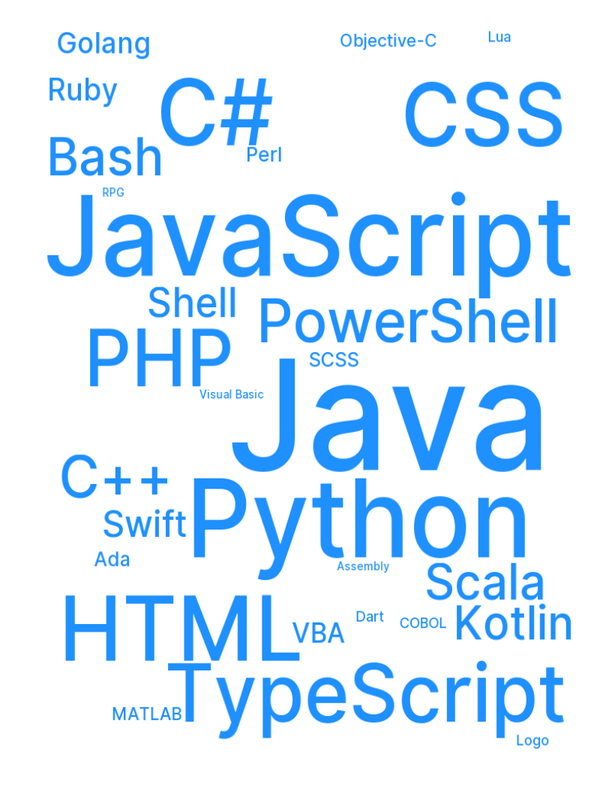 Golang
Objective-C
Lua
Ruby
C#
CSS
Bash
Perl
RPG
JavaScript
Shell
PowerShell
PHP
SCSS
Visual Basic
Java
C++
Python
Swift
Ada
Assembly
Scala
HTML
VBA
Dart
COBOL
Kotlin
TypeScript
MATLAB
Logo